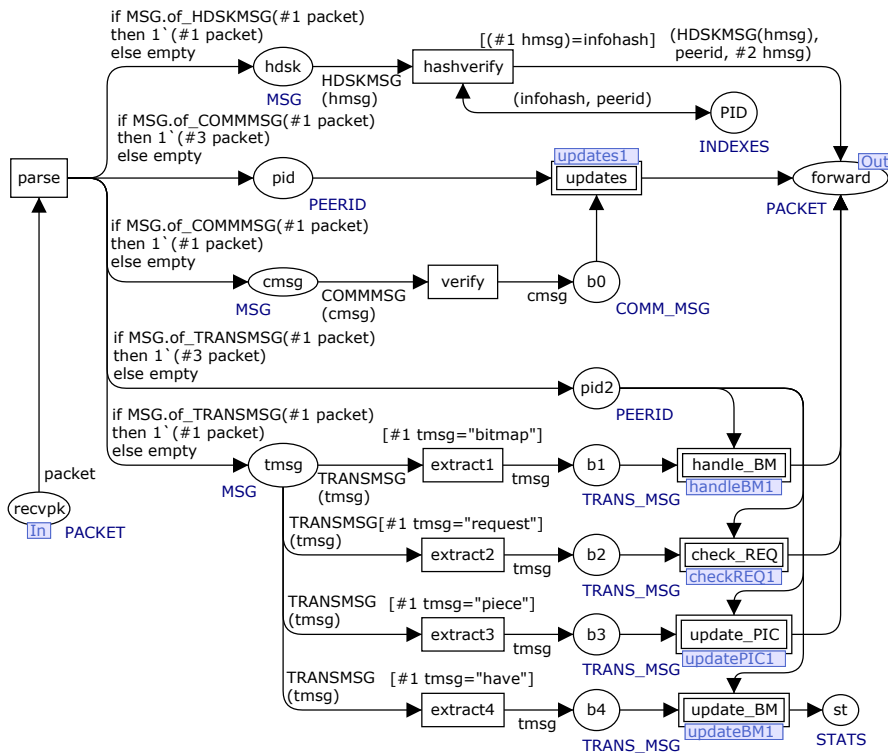 if MSG.of_HDSKMSG(#1 packet)
then 1`(#1 packet)
else empty
hdsk
MSG
HDSKMSG
(hmsg)
[(#1 hmsg)=infohash]
hashverify
(HDSKMSG(hmsg),
peerid, #2 hmsg)
(infohash, peerid)
PID
INDEXES
if MSG.of_COMMMSG(#1 packet)
then 1`(#3 packet)
else empty
parse
pid
PEERID
updates1
updates
Out
forward
PACKET
if MSG.of_COMMMSG(#1 packet)
then 1`(#1 packet)
else empty
cmsg
MSG
COMMMSG
(cmsg)
verify
cmsg
b0
COMM_MSG
if MSG.of_TRANSMSG(#1 packet)
then 1`(#3 packet)
else empty
pid2
PEERID
if MSG.of_TRANSMSG(#1 packet)
then 1`(#1 packet)
else empty
tmsg
MSG
packet
recvpk
In
PACKET
[#1 tmsg="bitmap"]
TRANSMSG
(tmsg)
extract1
tmsg
b1
TRANS_MSG
handle_BM
handleBM1
TRANSMSG
(tmsg)
[#1 tmsg="request"]
extract2
tmsg
b2
TRANS_MSG
check_REQ
checkREQ1
TRANSMSG
(tmsg)
[#1 tmsg="piece"]
extract3
tmsg
b3
TRANS_MSG
update_PIC
updatePIC1
TRANSMSG
(tmsg)
[#1 tmsg="have"]
extract4
tmsg
b4
TRANS_MSG
update_BM
updateBM1
st
STATS